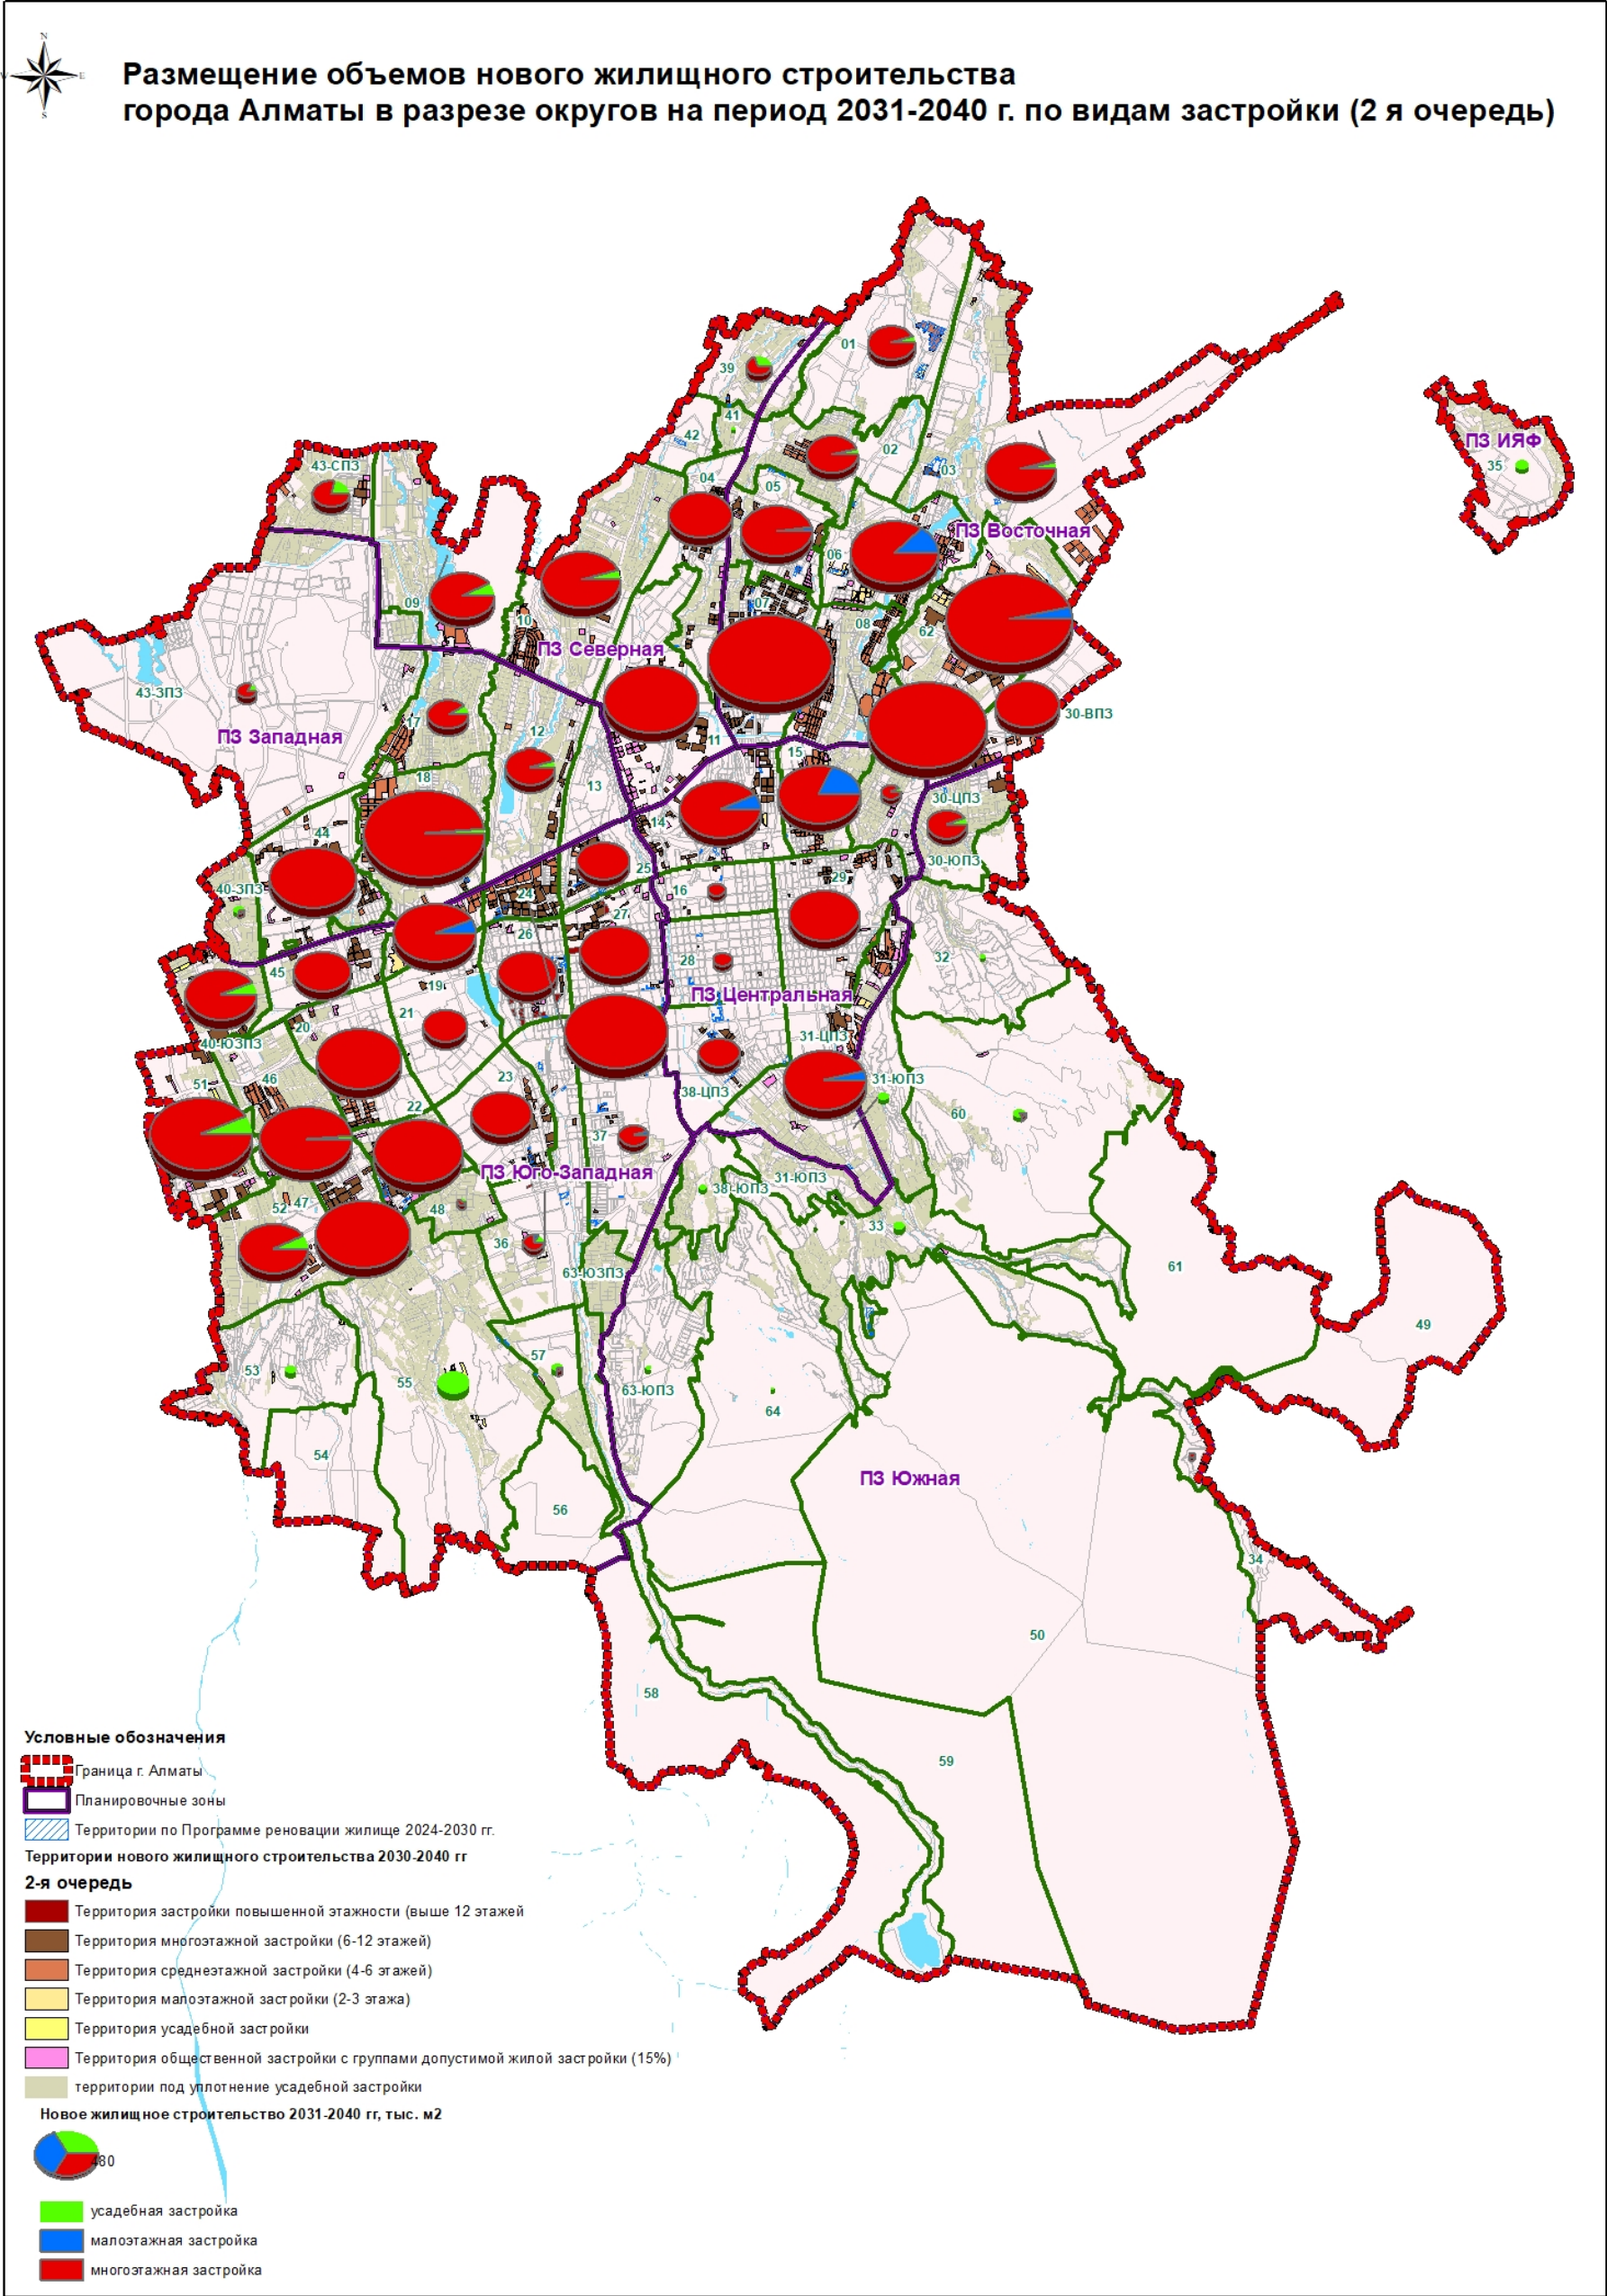 N
W
E
S
Размещение объемов нового жилищного строительства
города Алматы в разрезе округов на период 2031-2040 г. по видам застройки (2 я очередь)
01
39
41
42
02
03
ПЗ ИЯФ
35
43-СПЗ
04
05
ПЗ Восточная
06
09
07
10
08
62
ПЗ Северная
43-ЗПЗ
30-ВПЗ
17
ПЗ Западная
12
11
15
18
13
30-ЦПЗ
14
44
30-ЮПЗ
25
29
40-ЗПЗ
24
16
27
26
28
32
45
19
ПЗ Центральная
21
20
31-ЦПЗ
40-ЮЗПЗ
23
31-ЮПЗ
51
46
38-ЦПЗ
22
60
37
ПЗ Юго-Западная
31-ЮПЗ
38-ЮПЗ
52
47
48
33
36
63-ЮЗПЗ
61
49
57
53
55
63-ЮПЗ
64
54
ПЗ Южная
56
34
50
58
59
Условные обозначения
Граница г. Алматы
Планировочные зоны
Территории по Программе реновации жилище 2024-2030 гг.
Территории нового жилищного строительства 2030-2040 гг
2-я очередь
Территория застройки повышенной этажности (выше 12 этажей
Территория многоэтажной застройки (6-12 этажей)
Территория среднеэтажной застройки (4-6 этажей)
Территория малоэтажной застройки (2-3 этажа)
Территория усадебной застройки
Территория общественной застройки с группами допустимой жилой застройки (15%)
территории под уплотнение усадебной застройки
Новое жилищное строительство 2031-2040 гг, тыс. м2
480
усадебная застройка
малоэтажная застройка
многоэтажная застройка